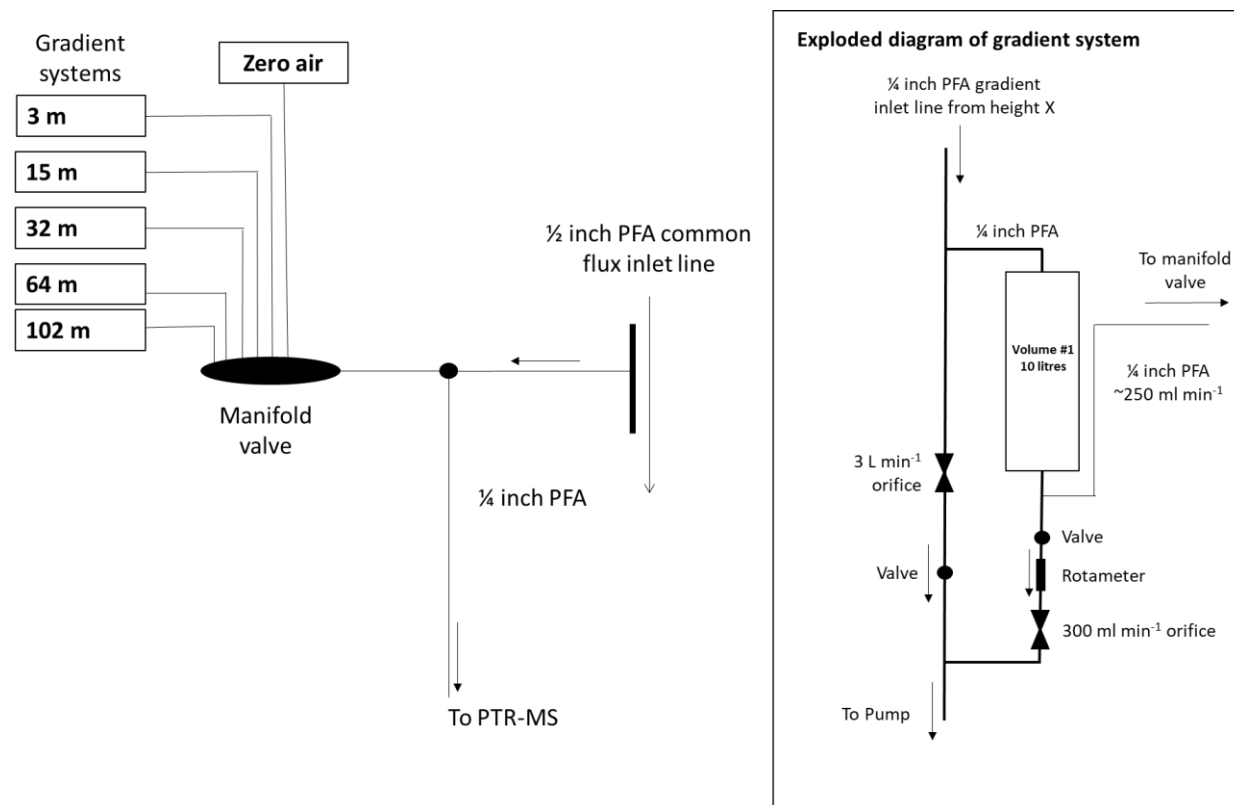 Gradient
systems
Zero air
3 m
15 m
32 m
64 m
102 m
Manifold
valve
½ inch PFA common
flux inlet line
¼ inch PFA
To PTR-MS
Exploded diagram of gradient system
¼ inch PFA gradient
inlet line from height X
¼ inch PFA
To manifold
valve
Volume #1
10 litres
¼ inch PFA
~250 ml min⁻¹
3 L min⁻¹
orifice
Valve
Valve
Rotameter
300 ml min⁻¹ orifice
To Pump